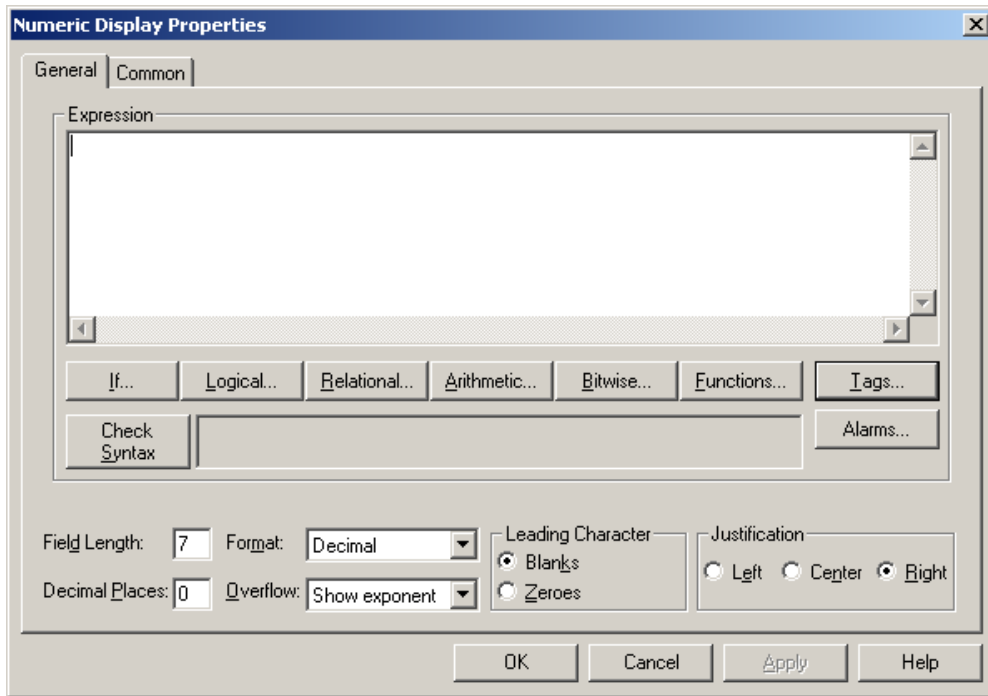 Numeric Display Properties
General Common
Expression
If... Logical... Relational... Arithmetic... Bitwise... Functions... Tags...
Check Syntax
Alarms...
Field Length: 7 Format: Decimal
Leading Character
Blanks
Zeroes
Justification
Left Center Right
Decimal Places: 0 Overflow: Show exponent
OK Cancel Apply Help